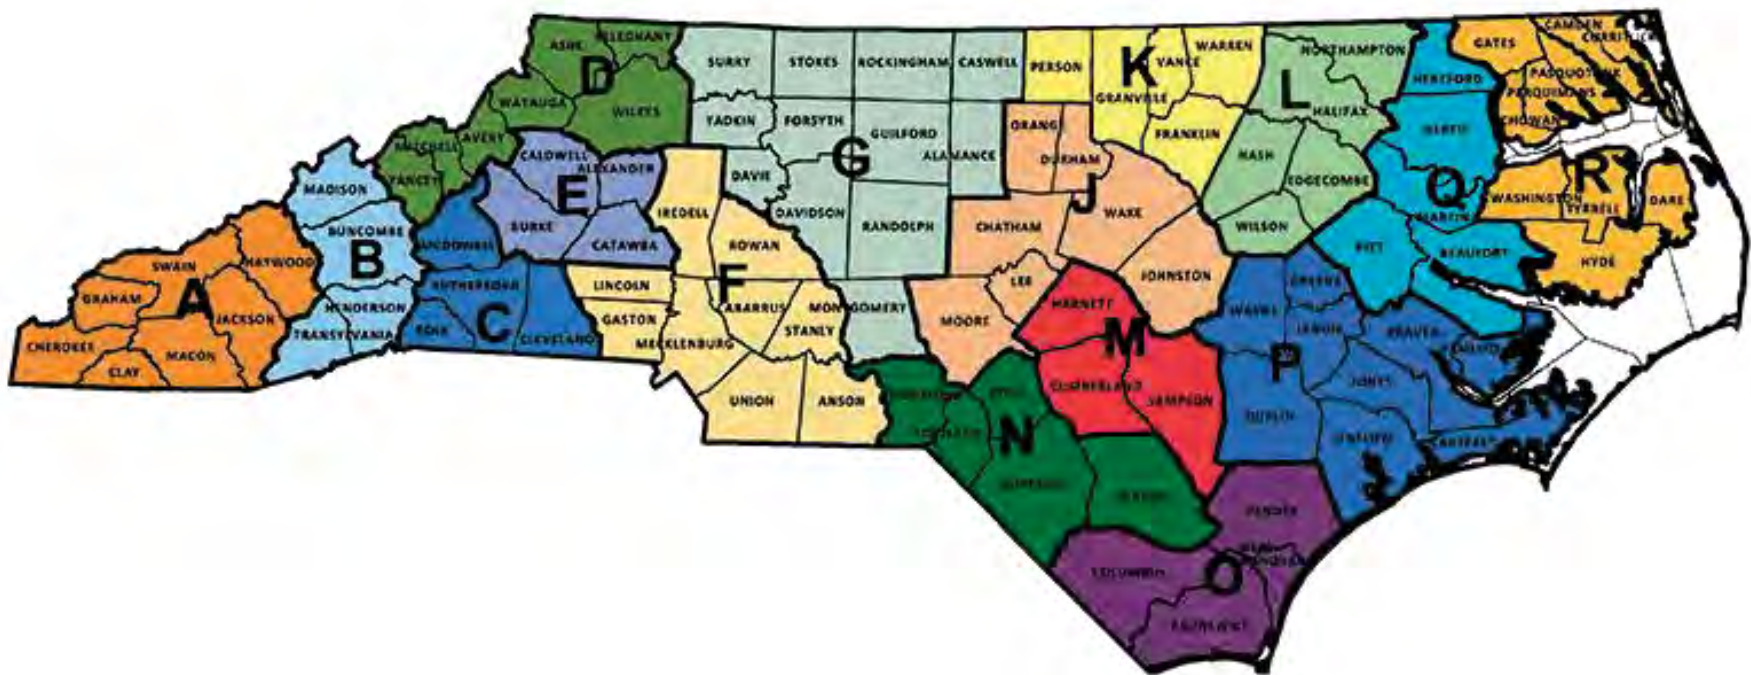 ASHE
ALLEGHANY
D
WATAUGA
WILKES
MITCHELL
AVERY
YANCEY
SURRY
STOKES
ROCKINGHAM
CASWELL
YADKIN
FORSYTH
GUILFORD
ALAMANCE
G
DAVIE
DAVIDSON
RANDOLPH
MONTGOMERY
PERSON
K
VANCE
WARREN
GRANVILLE
FRANKLIN
NORTHAMPTON
L
HALIFAX
NASH
EDGECOMBE
WILSON
HERTFORD
BERTIE
Q
MARTIN
PITT
BEAUFORT
GATES
CAMDEN
CURRITUCK
PASQUOTANK
PERQUIMANS
CHOWAN
R
WASHINGTON
TYRRELL
DARE
HYDE
MADISON
BUNCOMBE
B
HENDERSON
TRANSYLVANIA
SWAIN
HAYWOOD
GRAHAM
A
JACKSON
CHEROKEE
MACON
CLAY
CALDWELL
ALEXANDER
E
BURKE
CATAWBA
MCDOWELL
RUTHERFORD
C
POLK
CLEVELAND
IREDELL
ROWAN
F
LINCOLN
CABARRUS
GASTON
STANLY
MECKLENBURG
UNION
ANSON
ORANG
DURHAM
J
WAKE
CHATHAM
LEE
JOHNSTON
MOORE
HARNETT
M
CUMBERLAND
SAMPSON
N
WAYNE
GREENE
LENOIR
CRAVEN
P
JONES
DUPLIN
PENDER
O
COLUMBUS
BRUNSWICK